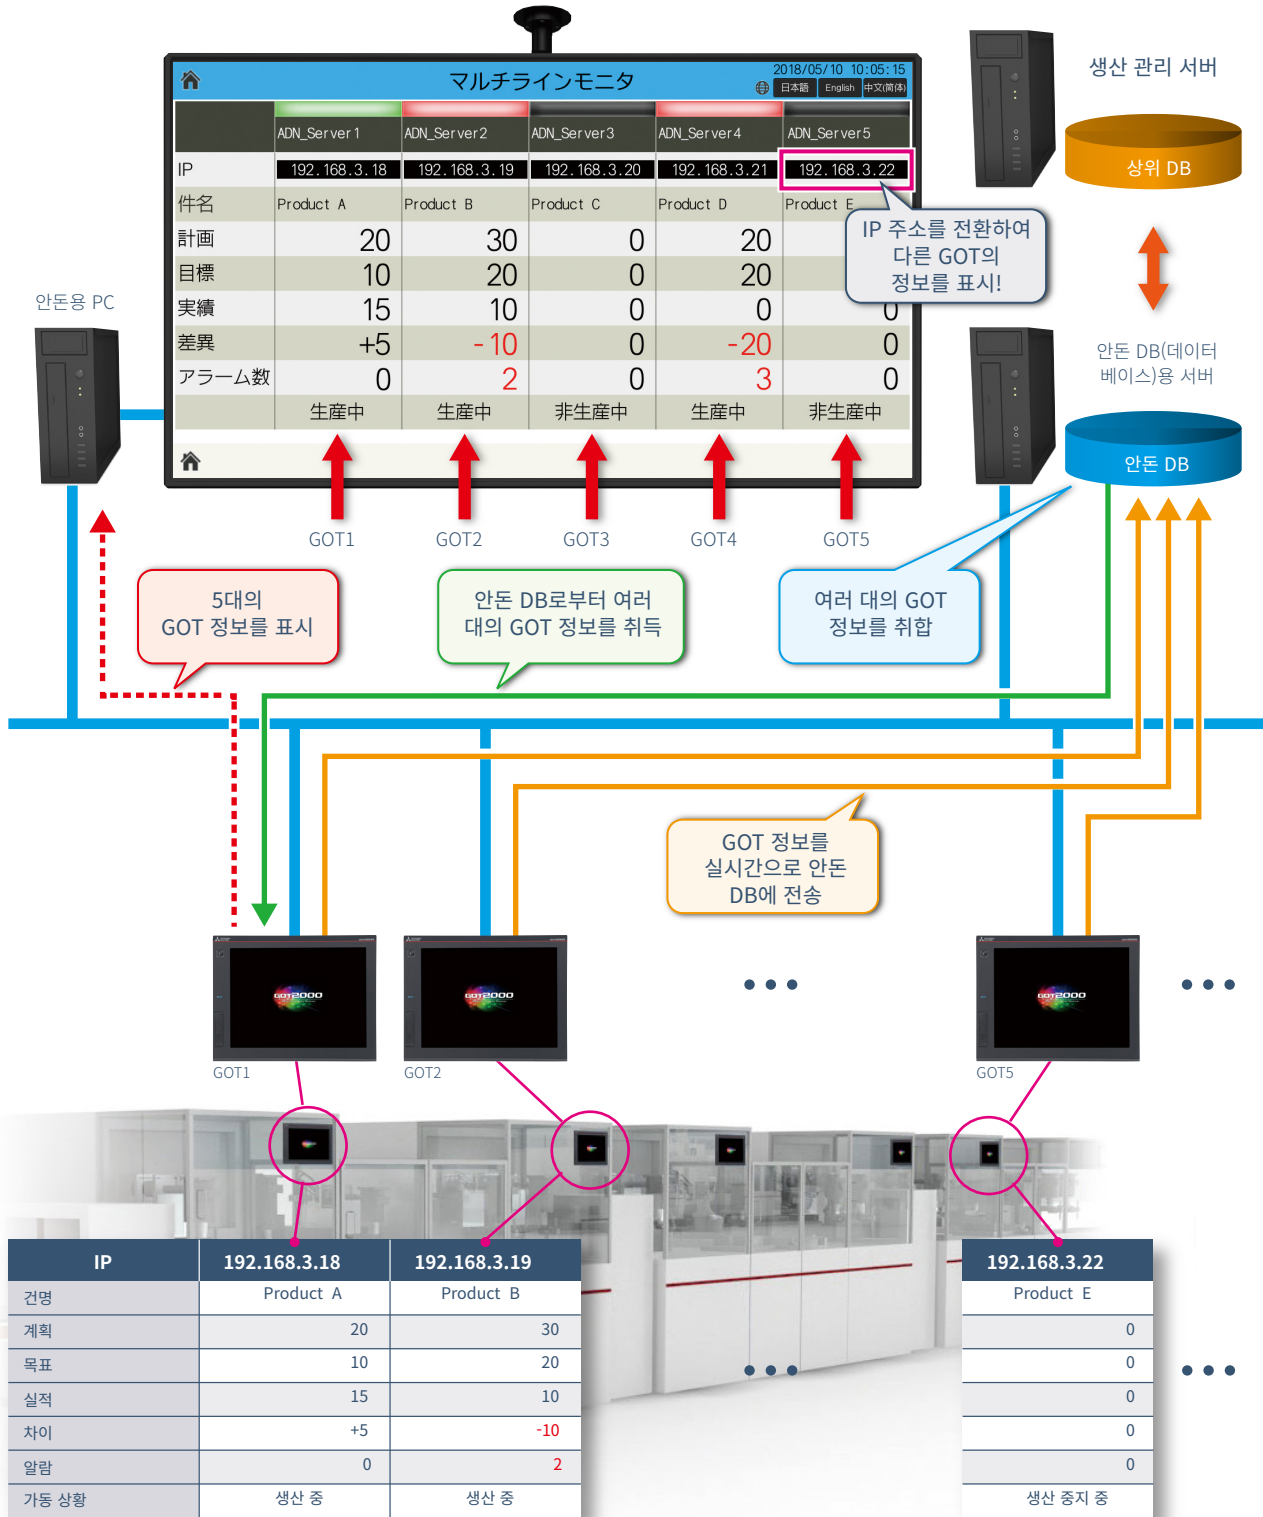 マルチラインモニタ
2018/05/10 10:05:15
日本語 English 中文(简体)
ADN_Server1 ADN_Server2 ADN_Server3 ADN_Server4 ADN_Server5
IP 192.168.3.18 192.168.3.19 192.168.3.20 192.168.3.21 192.168.3.22
件名 Product A Product B Product C Product D Product E
計画 20 30 0 20
目標 10 20 0 20
実績 15 10 0 0 0
差異 +5 -10 0 -20 0
アラーム数 0 2 0 3 0
生産中 生産中 非生産中 生産中 非生産中
IP 주소를 전환하여
다른 GOT의
정보를 표시!
생산 관리 서버
상위 DB
안돈용 PC
안돈 DB(데이터
베이스)용 서버
안돈 DB
GOT1 GOT2 GOT3 GOT4 GOT5
5대의
GOT 정보를 표시
안돈 DB로부터 여러
대의 GOT 정보를 취득
여러 대의 GOT
정보를 취합
GOT 정보를
실시간으로 안돈
DB에 전송
GOT2000 GOT2000 GOT2000
GOT1 GOT2 GOT5
IP 192.168.3.18 192.168.3.19 192.168.3.22
건명 Product A Product B Product E
계획 20 30 0
목표 10 20 0
실적 15 10 0
차이 +5 -10 0
알람 0 2 0
가동 상황 생산 중 생산 중 생산 중지 중